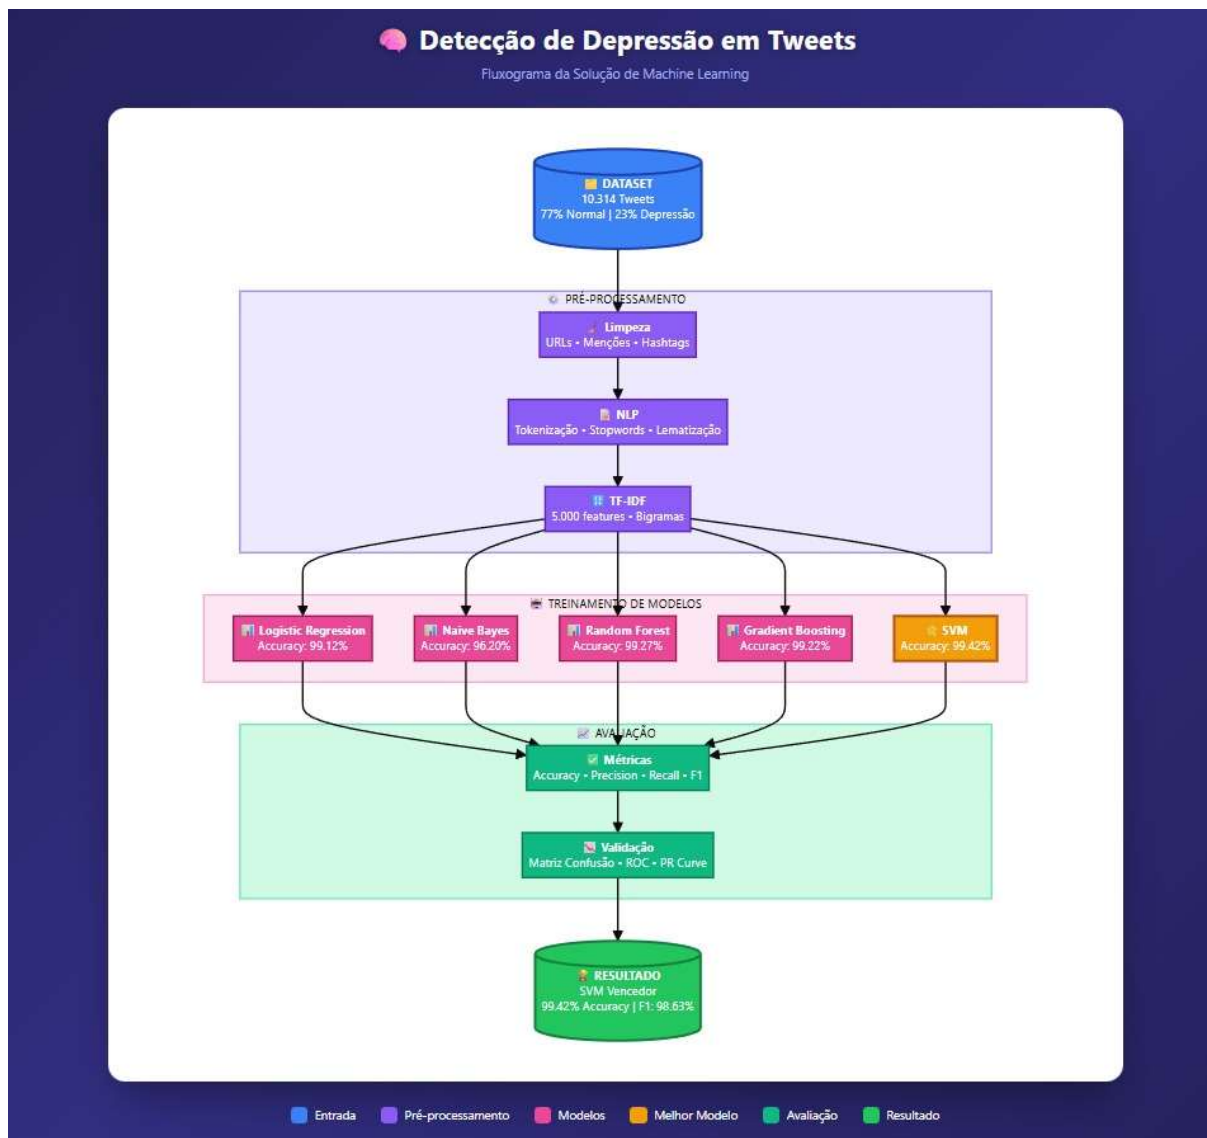 Detecção de Depressão em Tweets
Fluxograma da Solução de Machine Learning
DATASET
10.314 Tweets
77% Normal | 23% Depressão
PRÉ-PROCESSAMENTO
Limpeza
URLs • Menções • Hashtags
NLP
Tokenização • Stopwords • Lematização
TF-IDF
5.000 features • Bigramas
TREINAMENTO DE MODELOS
Logistic Regression
Accuracy: 99.12%
Naive Bayes
Accuracy: 96.20%
Random Forest
Accuracy: 99.27%
Gradient Boosting
Accuracy: 99.22%
SVM
Accuracy: 99.42%
AVALIAÇÃO
Métricas
Accuracy • Precision • Recall • F1
Validação
Matriz Confusão • ROC • PR Curve
RESULTADO
SVM Vencedor
99.42% Accuracy | F1: 98.63%
Entrada
Pré-processamento
Modelos
Melhor Modelo
Avaliação
Resultado